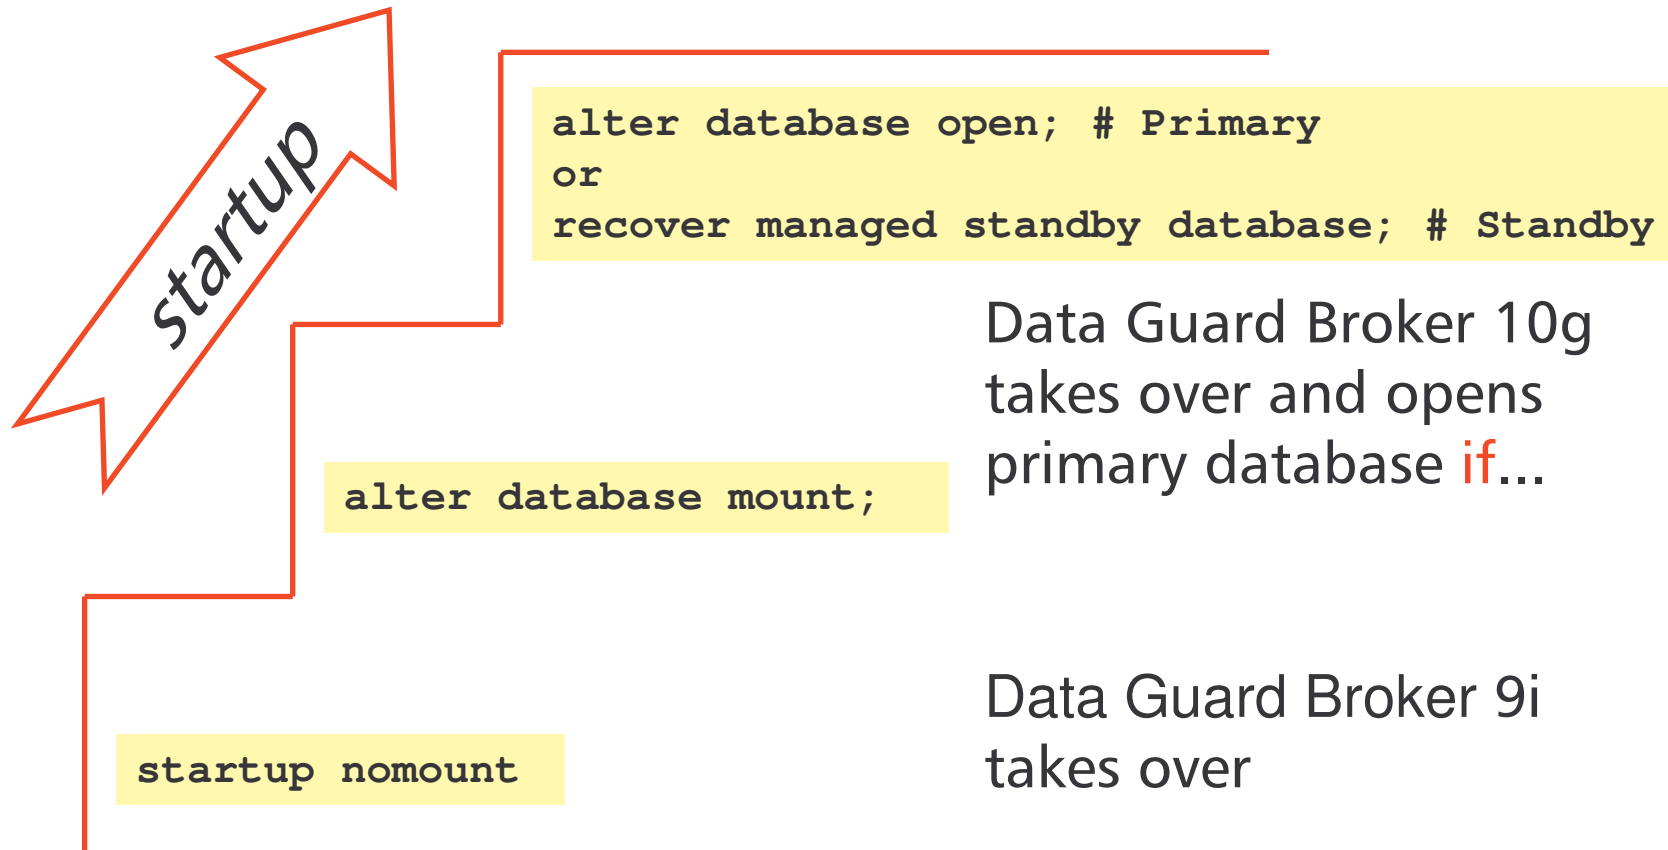 startup
alter database open; # Primary
or
recover managed standby database; # Standby
Data Guard Broker 10g
takes over and opens
primary database if...
alter database mount;
Data Guard Broker 9i
takes over
startup nomount